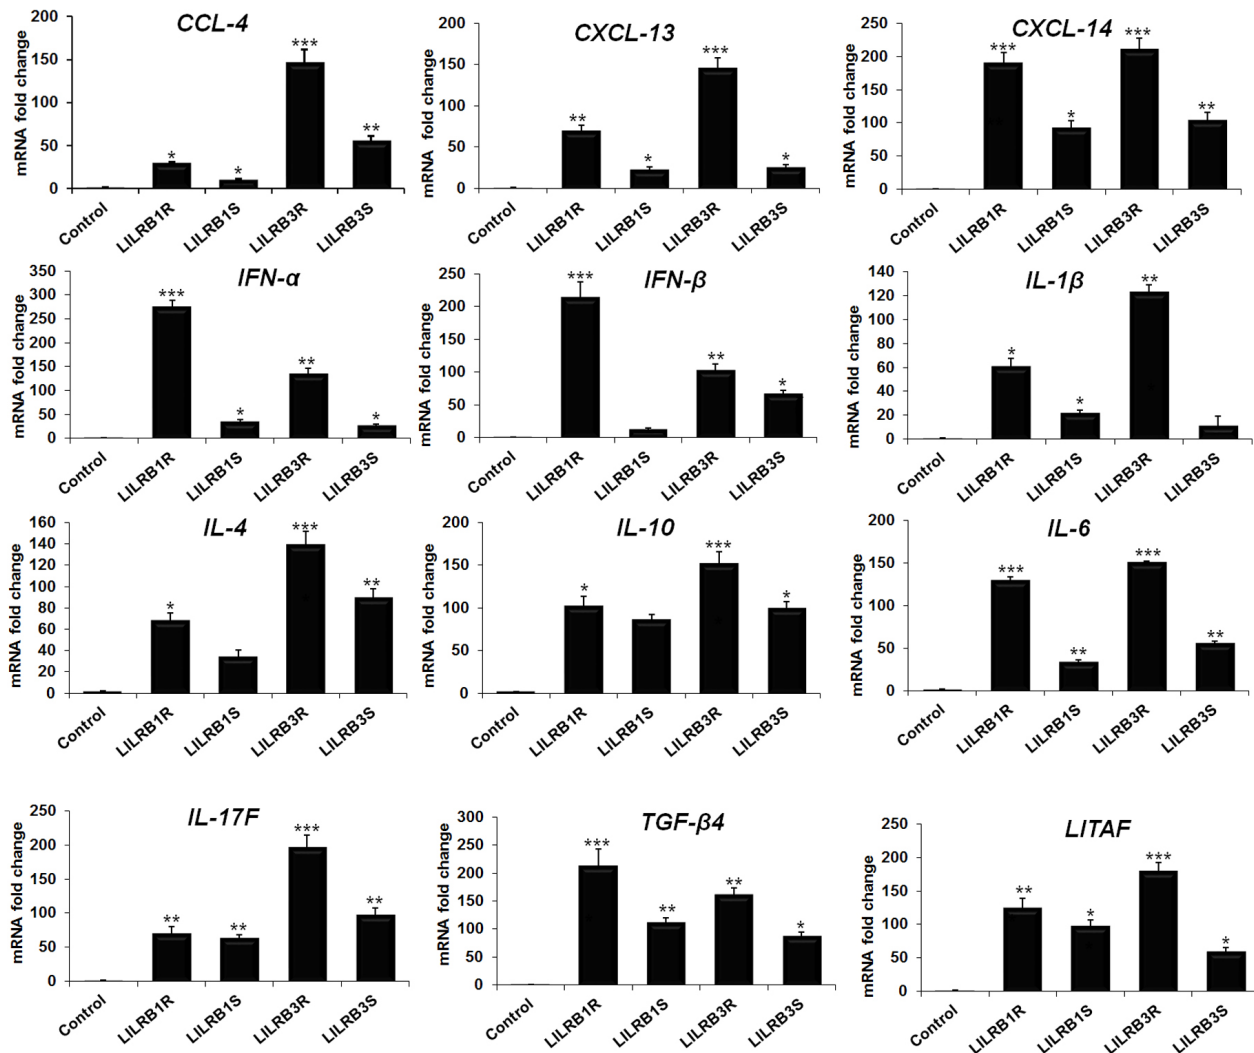 CCL-4
mRNA fold change
200
150
100
50
0
***
**
*
*
Control
LILRB1R
LILRB1S
LILRB3R
LILRB3S
CXCL-13
mRNA fold change
200
150
100
50
0
**
*
***
*
Control
LILRB1R
LILRB1S
LILRB3R
LILRB3S
CXCL-14
mRNA fold change
250
200
150
100
50
0
***
*
***
**
Control
LILRB1R
LILRB1S
LILRB3R
LILRB3S
IFN-α
mRNA fold change
350
300
250
200
150
100
50
0
***
*
**
*
Control
LILRB1R
LILRB1S
LILRB3R
LILRB3S
IFN-β
mRNA fold change
250
200
150
100
50
0
***
**
*
Control
LILRB1R
LILRB1S
LILRB3R
LILRB3S
IL-1β
mRNA fold change
140
120
100
80
60
40
20
0
*
*
**
Control
LILRB1R
LILRB1S
LILRB3R
LILRB3S
IL-4
mRNA fold change
160
140
120
100
80
60
40
20
0
*
***
**
Control
LILRB1R
LILRB1S
LILRB3R
LILRB3S
IL-10
mRNA fold change
200
150
100
50
0
*
***
*
Control
LILRB1R
LILRB1S
LILRB3R
LILRB3S
IL-6
mRNA fold change
200
150
100
50
0
***
**
***
**
Control
LILRB1R
LILRB1S
LILRB3R
LILRB3S
IL-17F
mRNA fold change
250
200
150
100
50
0
**
**
***
**
Control
LILRB1R
LILRB1S
LILRB3R
LILRB3S
TGF-β4
mRNA fold change
300
250
200
150
100
50
0
***
**
**
*
Control
LILRB1R
LILRB1S
LILRB3R
LILRB3S
LITAF
mRNA fold change
250
200
150
100
50
0
**
*
***
*
Control
LILRB1R
LILRB1S
LILRB3R
LILRB3S